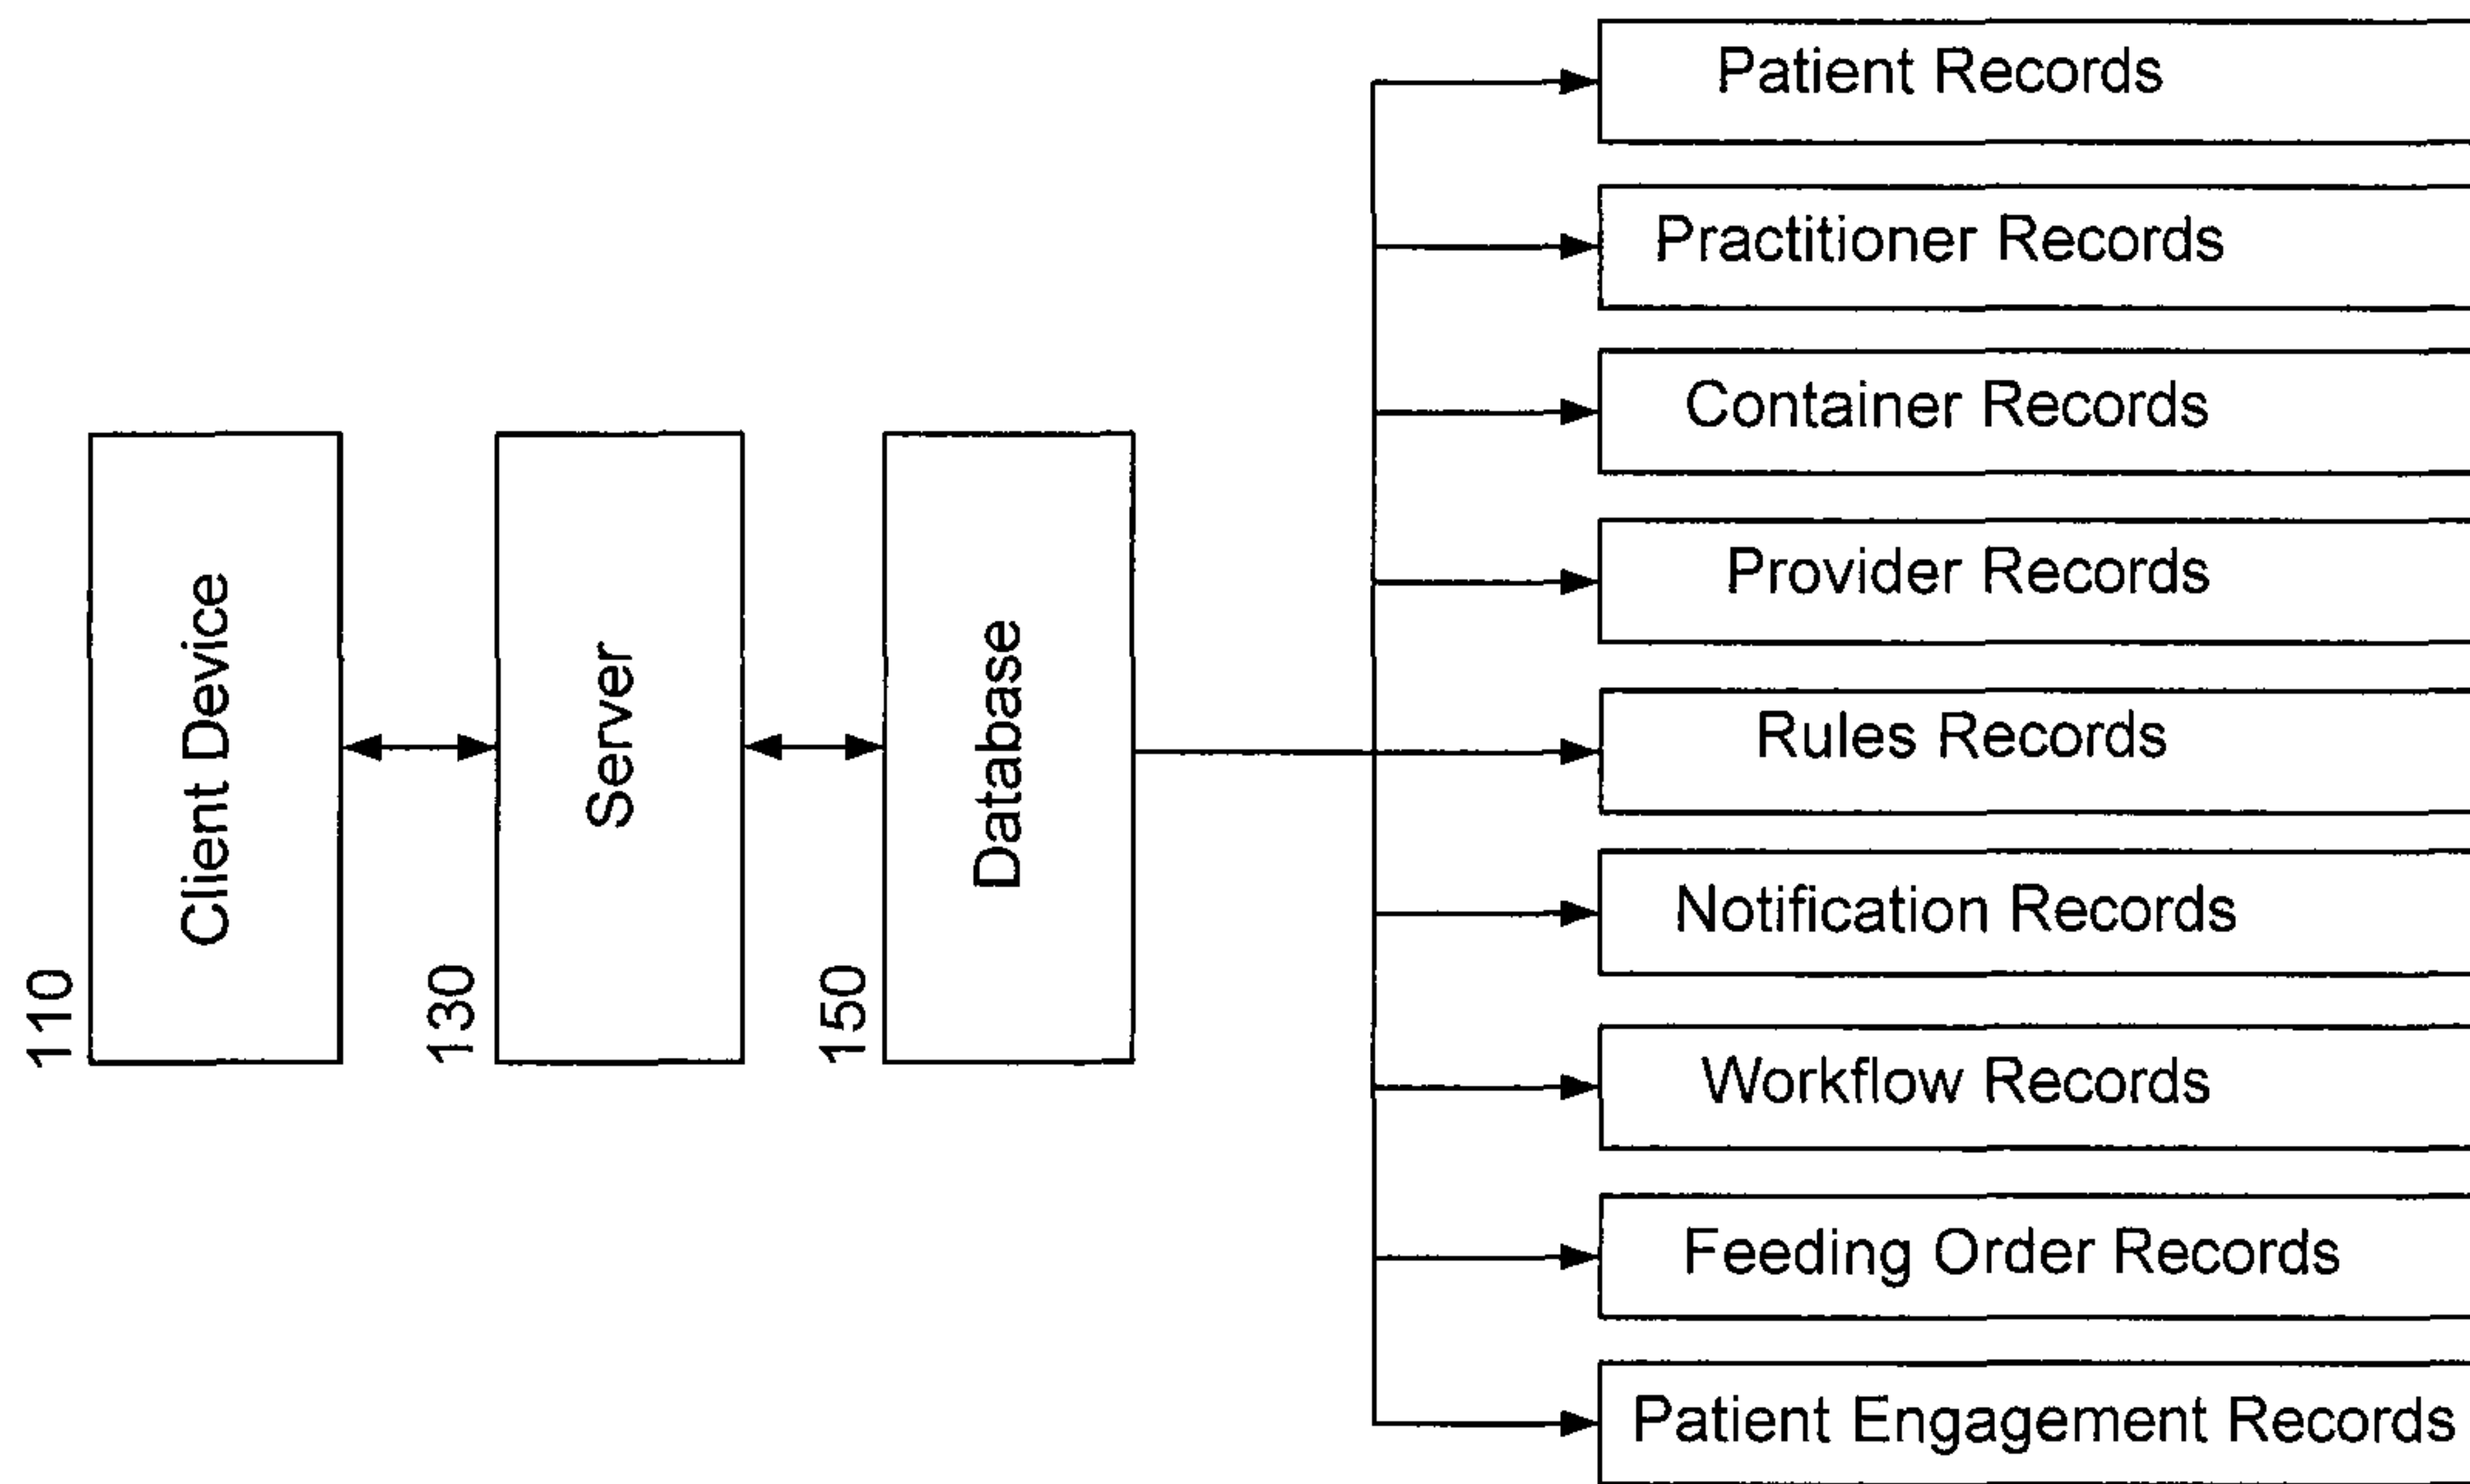 110
Client Device
130
Server
150
Database
Patient Records
Practitioner Records
Container Records
Provider Records
Rules Records
Notification Records
Workflow Records
Feeding Order Records
Patient Engagement Records